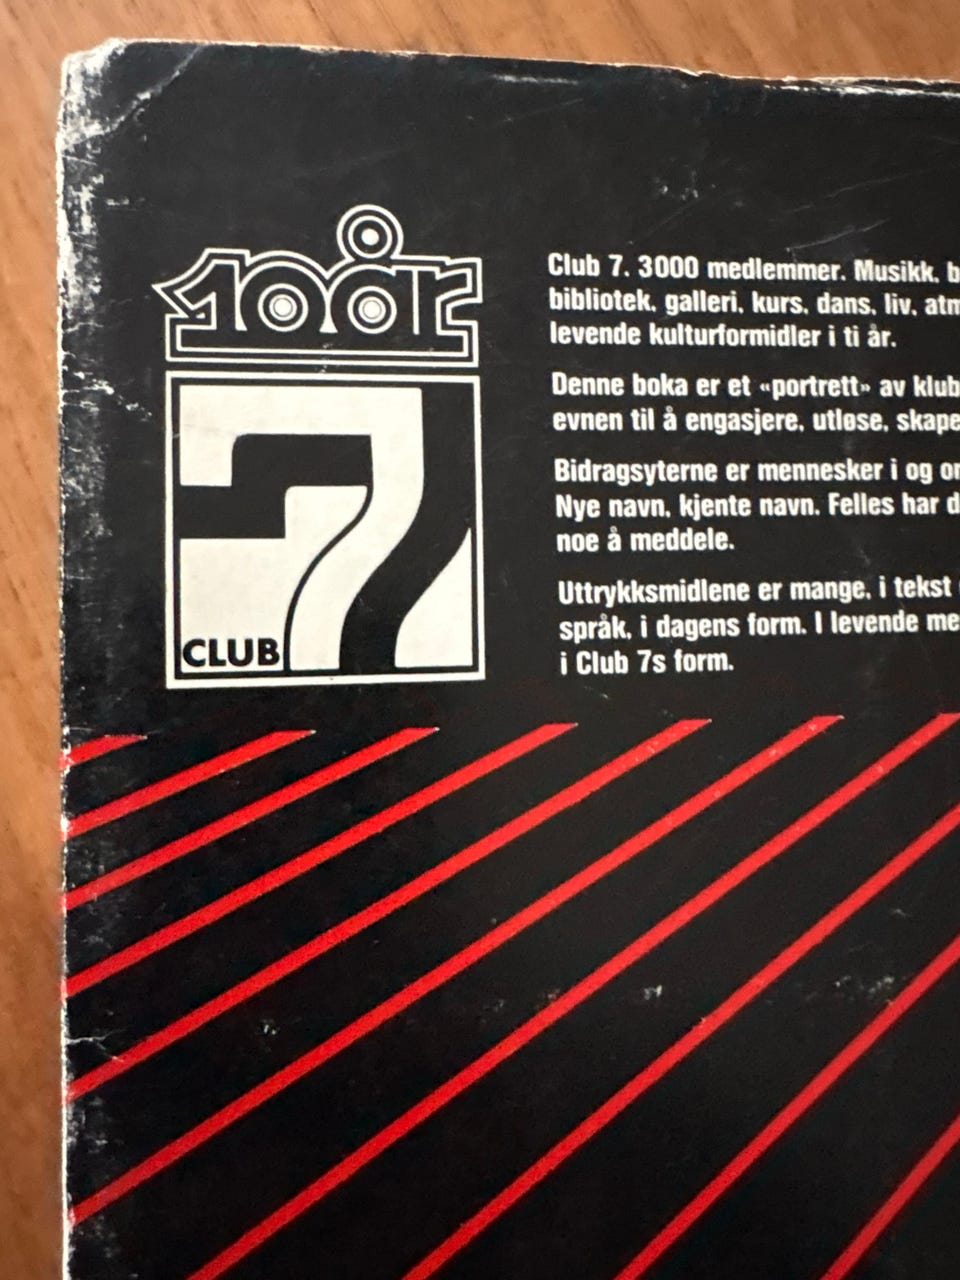 10 år
CLUB 7
Club 7. 3000 medlemmer. Musikk,
bibliotek, galleri, kurs, dans, liv,
levende kulturformidler i ti år.
Denne boka er et «portrett» av
evnen til å engasjere, utløse, skape
Bidragsyterne er mennesker i og
Nye navn, kjente navn. Felles har
noe å meddele.
Uttrykksmidlene er mange, i tekst
språk, i dagens form. I levende
i Club 7s form.